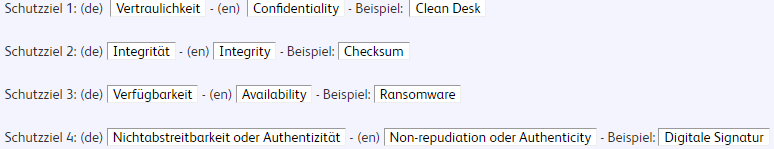 Schutzziel 1: (de) Vertraulichkeit - (en) Confidentiality - Beispiel: Clean Desk
Schutzziel 2: (de) Integrität - (en) Integrity - Beispiel: Checksum
Schutzziel 3: (de) Verfügbarkeit - (en) Availability - Beispiel: Ransomware
Schutzziel 4: (de) Nichtabstreitbarkeit oder Authentizität - (en) Non-repudiation oder Authenticity - Beispiel: Digitale Signatur